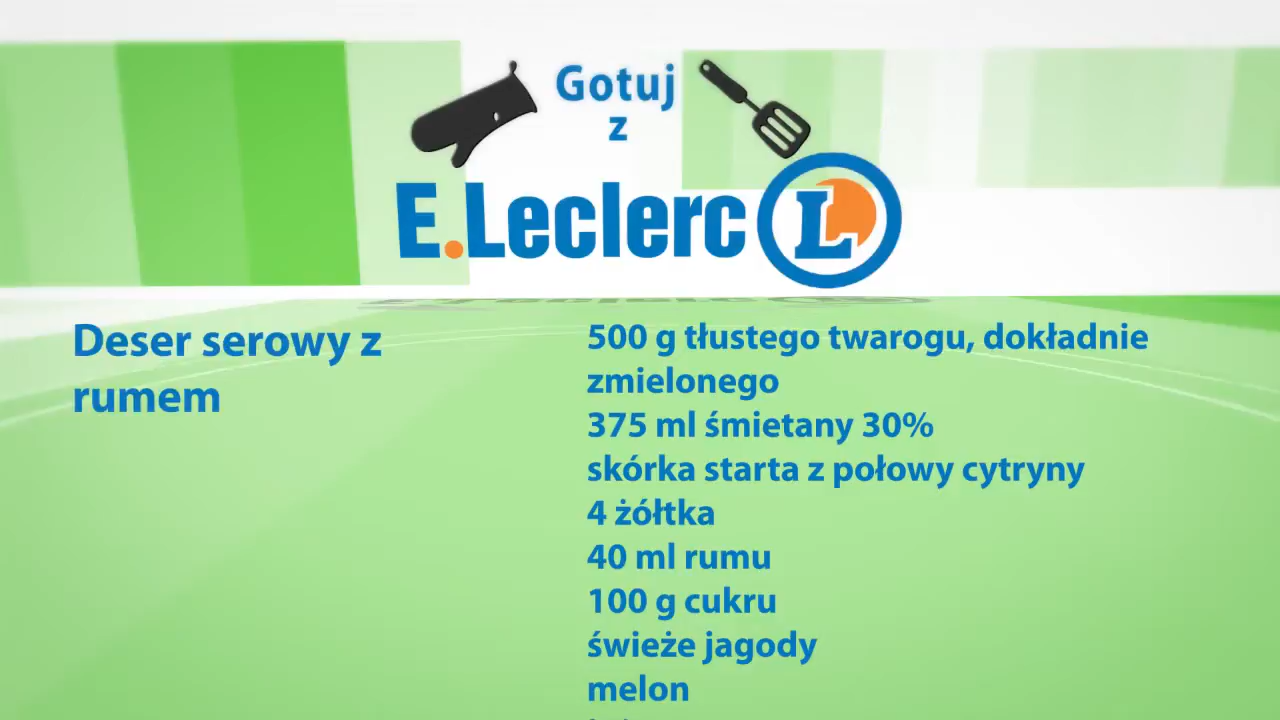 Gotuj
z
E.Leclerc L
Deser serowy z
rumem
500 g tłustego twarogu, dokładnie
zmielonego
375 ml śmietany 30%
skórka starta z połowy cytryny
4 żółtka
40 ml rumu
100 g cukru
świeże jagody
melon